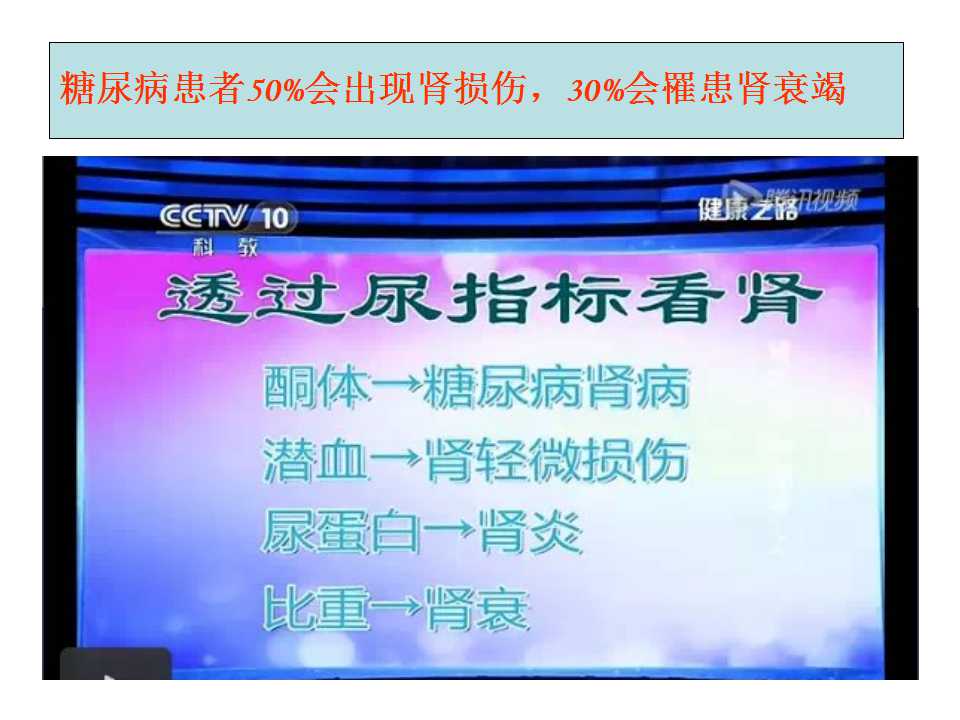 糖尿病患者50%会出现肾损伤，30%会罹患肾衰竭
CCTV 10
科 教
健康之路
腾讯视频
透过尿指标看肾
酮体→糖尿病肾病
潜血→肾轻微损伤
尿蛋白→肾炎
比重→肾衰